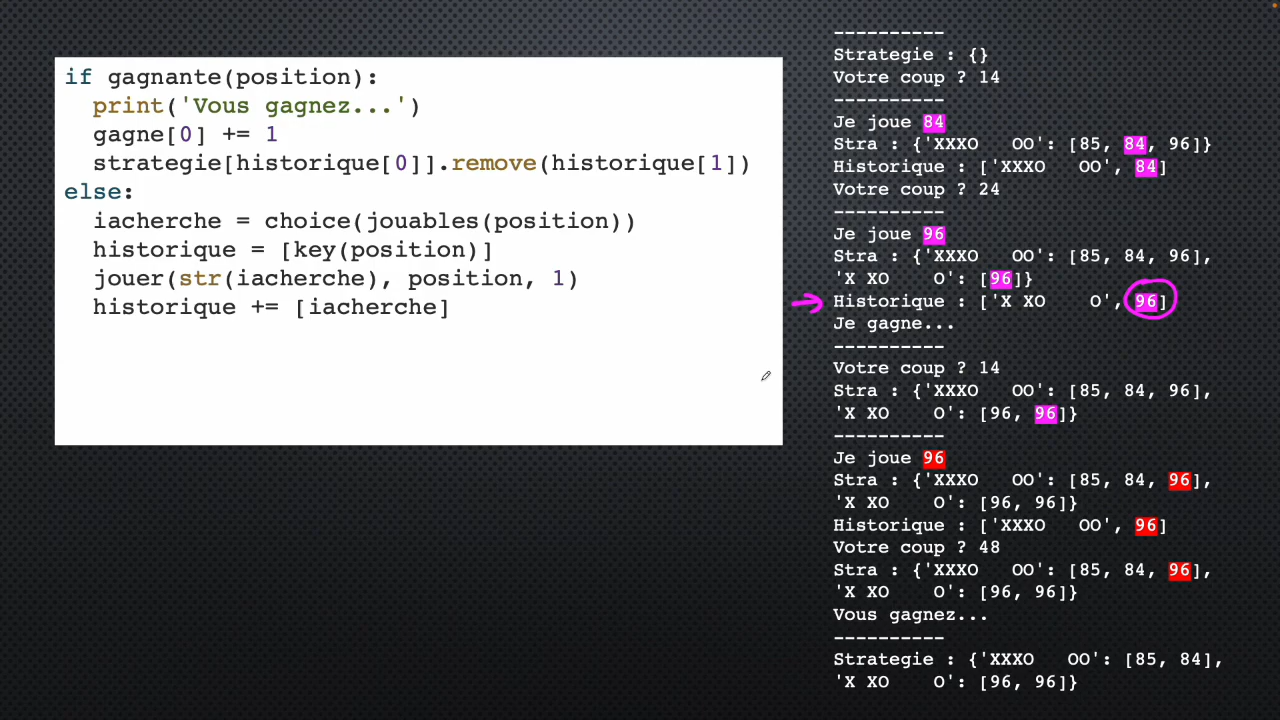 if gagnante(position):
  print('Vous gagnez...')
  gagne[0] += 1
  strategie[historique[0]].remove(historique[1])
else:
  iacherche = choice(jouables(position))
  historique = [key(position)]
  jouer(str(iacherche), position, 1)
  historique += [iacherche]
----------
Strategie : {}
Votre coup ? 14
----------
Je joue 84
Stra : {'XXXO   OO': [85, 84, 96]}
Historique : ['XXXO   OO', 84]
Votre coup ? 24
----------
Je joue 96
Stra : {'XXXO   OO': [85, 84, 96],
'X XO    O': [96]}
Historique : ['X XO    O', 96]
Je gagne...
----------
Votre coup ? 14
Stra : {'XXXO   OO': [85, 84, 96],
'X XO    O': [96, 96]}
----------
Je joue 96
Stra : {'XXXO   OO': [85, 84, 96],
'X XO    O': [96, 96]}
Historique : ['XXXO   OO', 96]
Votre coup ? 48
Stra : {'XXXO   OO': [85, 84, 96],
'X XO    O': [96, 96]}
Vous gagnez...
----------
Strategie : {'XXXO   OO': [85, 84],
'X XO    O': [96, 96]}